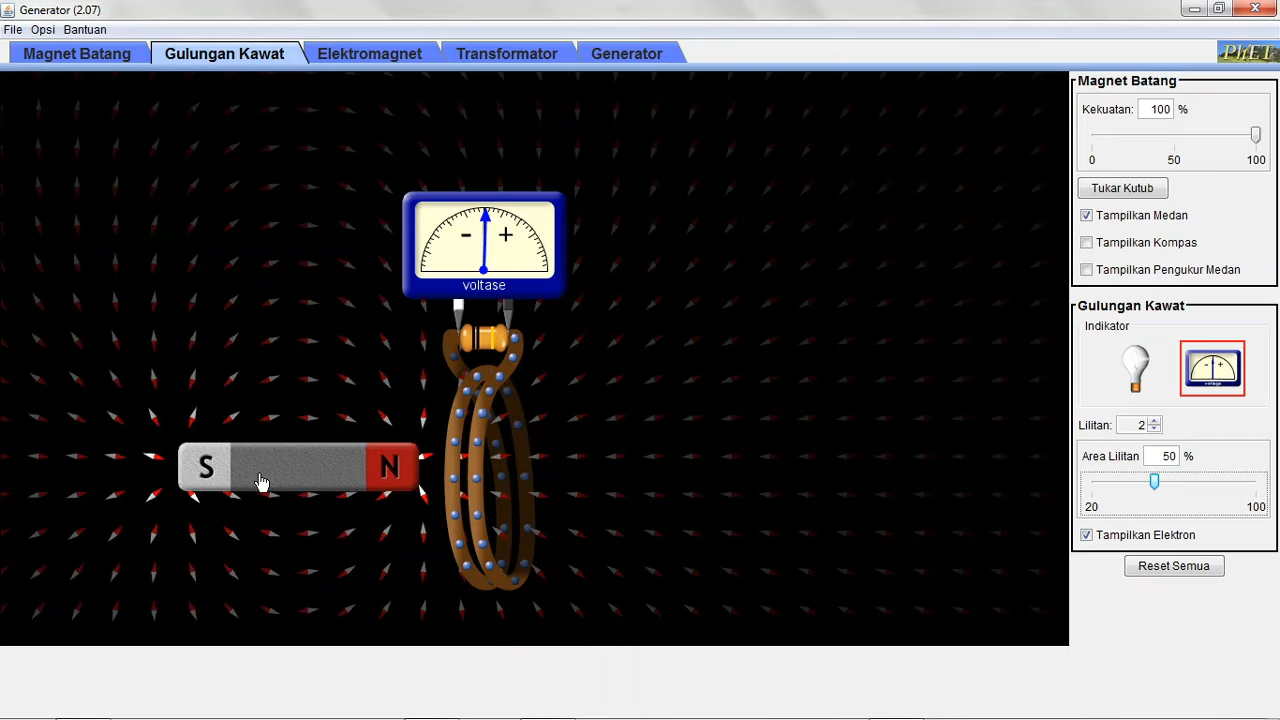 Generator (2.07)
File Opsi Bantuan
Magnet Batang Gulungan Kawat Elektromagnet Transformator Generator
PhET
Magnet Batang
Kekuatan: 100 %
0 50 100
Tukar Kutub
Tampilkan Medan
Tampilkan Kompas
Tampilkan Pengukur Medan
- +
voltase
S N
Gulungan Kawat
Indikator
- +
voltase
Lilitan: 2
Area Lilitan 50 %
20 100
Tampilkan Elektron
Reset Semua